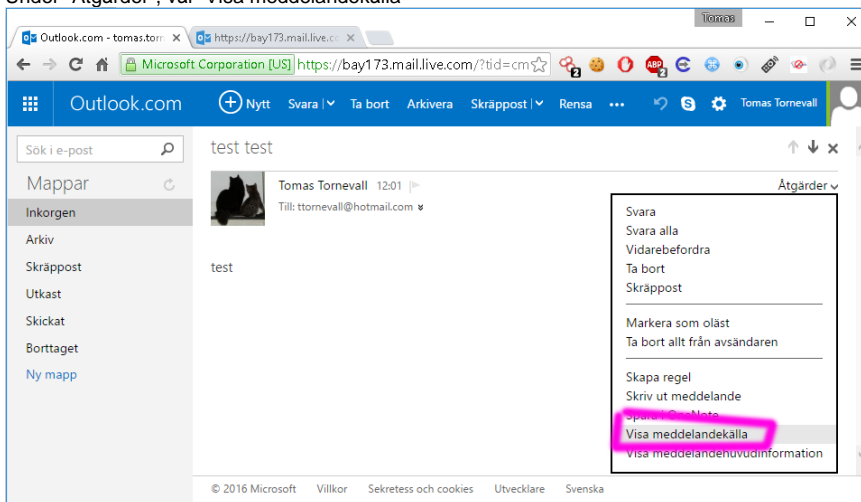 Under "Åtgärder", väl "Visa meddelandekälla"
Tomas
Outlook.com - tomas.torn
https://bay173.mail.live.co
Microsoft Corporation [US] https://bay173.mail.live.com/?tid=cm
2
ABP
2
Outlook.com
Nytt
Svara
Ta bort
Arkivera
Skräppost
Rensa
Tomas Tornevall
Sök i e-post
Mappar
Inkorgen
Arkiv
Skräppost
Utkast
Skickat
Borttaget
Ny mapp
test test
Tomas Tornevall 12:01
Till: ttornevall@hotmail.com
test
Åtgärder
Svara
Svara alla
Vidarebefordra
Ta bort
Skräppost
Markera som oläst
Ta bort allt från avsändaren
Skapa regel
Skriv ut meddelande
Spara i OneNote
Visa meddelandekälla
Visa meddelandehuvudinformation
© 2016 Microsoft Villkor Sekretess och cookies Utvecklare Svenska